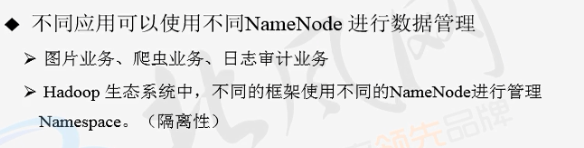 ◆ 不同应用可以使用不同NameNode 进行数据管理
➢ 图片业务、爬虫业务、日志审计业务
➢ Hadoop 生态系统中，不同的框架使用不同的NameNode进行管理
Namespace。（隔离性）